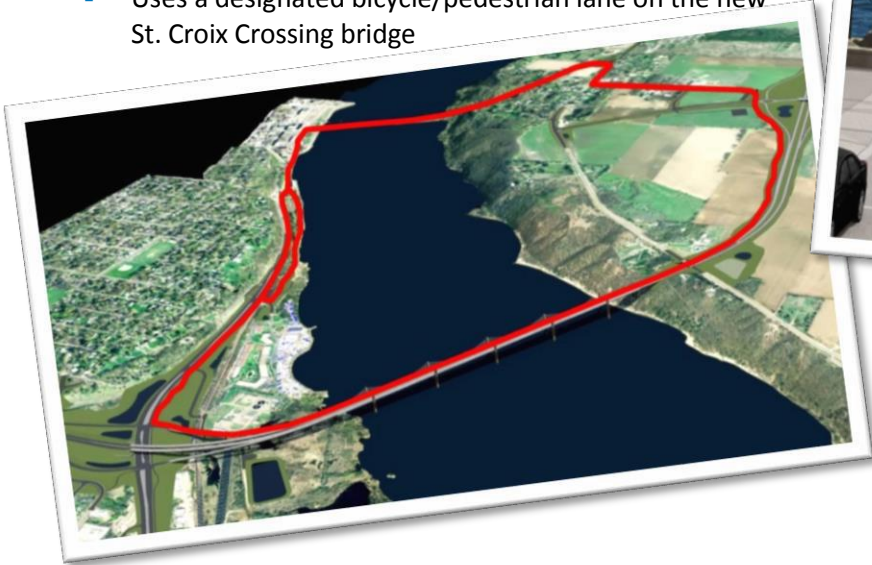 - Uses a designated bicycle/pedestrian lane on the new
St. Croix Crossing bridge